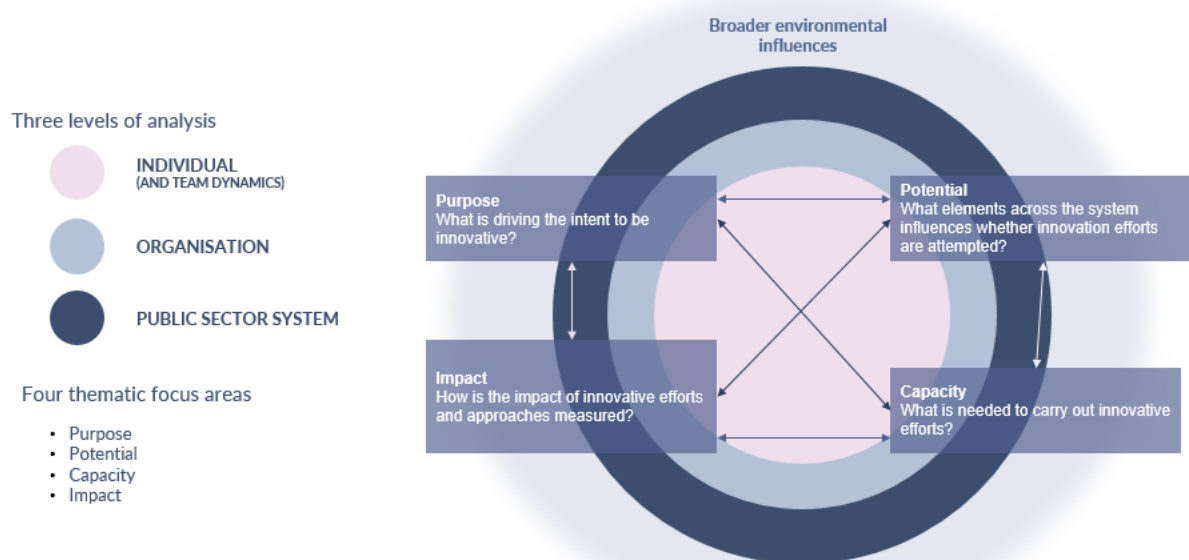 Broader environmental
influences
Three levels of analysis
INDIVIDUAL
(AND TEAM DYNAMICS)
ORGANISATION
PUBLIC SECTOR SYSTEM
Four thematic focus areas
• Purpose
• Potential
• Capacity
• Impact
Purpose
What is driving the intent to be
innovative?
Potential
What elements across the system
influences whether innovation efforts
are attempted?
Impact
How is the impact of innovative efforts
and approaches measured?
Capacity
What is needed to carry out innovative
efforts?